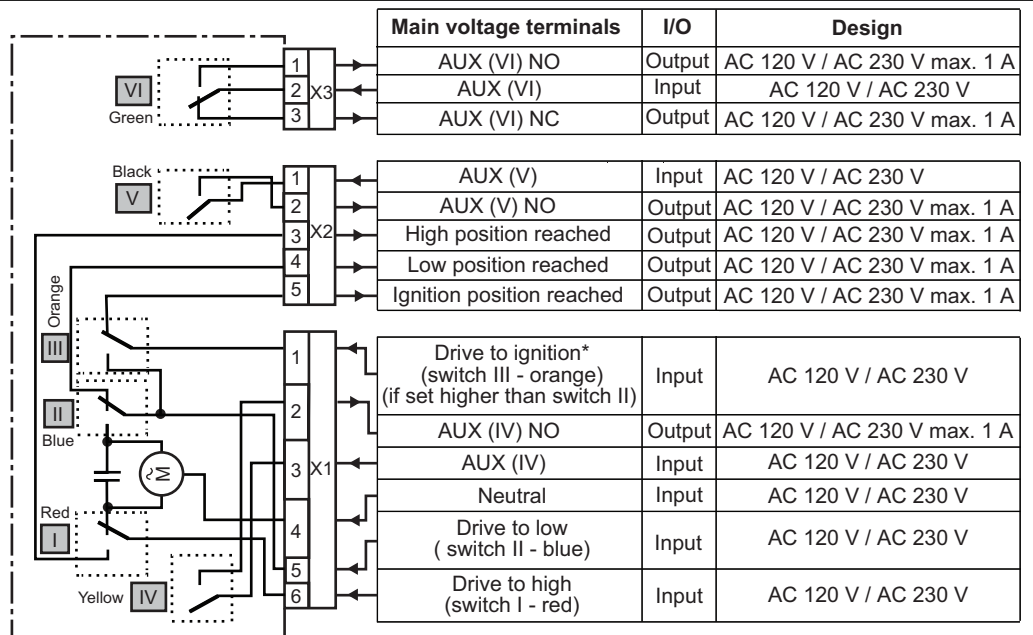 Main voltage terminals I/O Design
1 AUX (VI) NO Output AC 120 V / AC 230 V max. 1 A
VI 2 X3 AUX (VI) Input AC 120 V / AC 230 V
Green 3 AUX (VI) NC Output AC 120 V / AC 230 V max. 1 A
Black 1 AUX (V) Input AC 120 V / AC 230 V
V 2 AUX (V) NO Output AC 120 V / AC 230 V max. 1 A
3 X2 High position reached Output AC 120 V / AC 230 V max. 1 A
4 Low position reached Output AC 120 V / AC 230 V max. 1 A
5 Ignition position reached Output AC 120 V / AC 230 V max. 1 A
Orange
III
1 Drive to ignition*
(switch III - orange) Input AC 120 V / AC 230 V
(if set higher than switch II)
II 2 AUX (IV) NO Output AC 120 V / AC 230 V max. 1 A
Blue
~M 3 X1 AUX (IV) Input AC 120 V / AC 230 V
Neutral Input AC 120 V / AC 230 V
Red
I 4 Drive to low
( switch II - blue) Input AC 120 V / AC 230 V
5 Drive to high
Yellow IV 6 (switch I - red) Input AC 120 V / AC 230 V